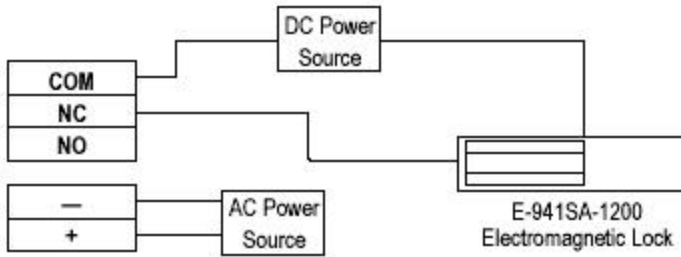 DC Power
Source
COM
NC
NO
—
+
AC Power
Source
E-941SA-1200
Electromagnetic Lock